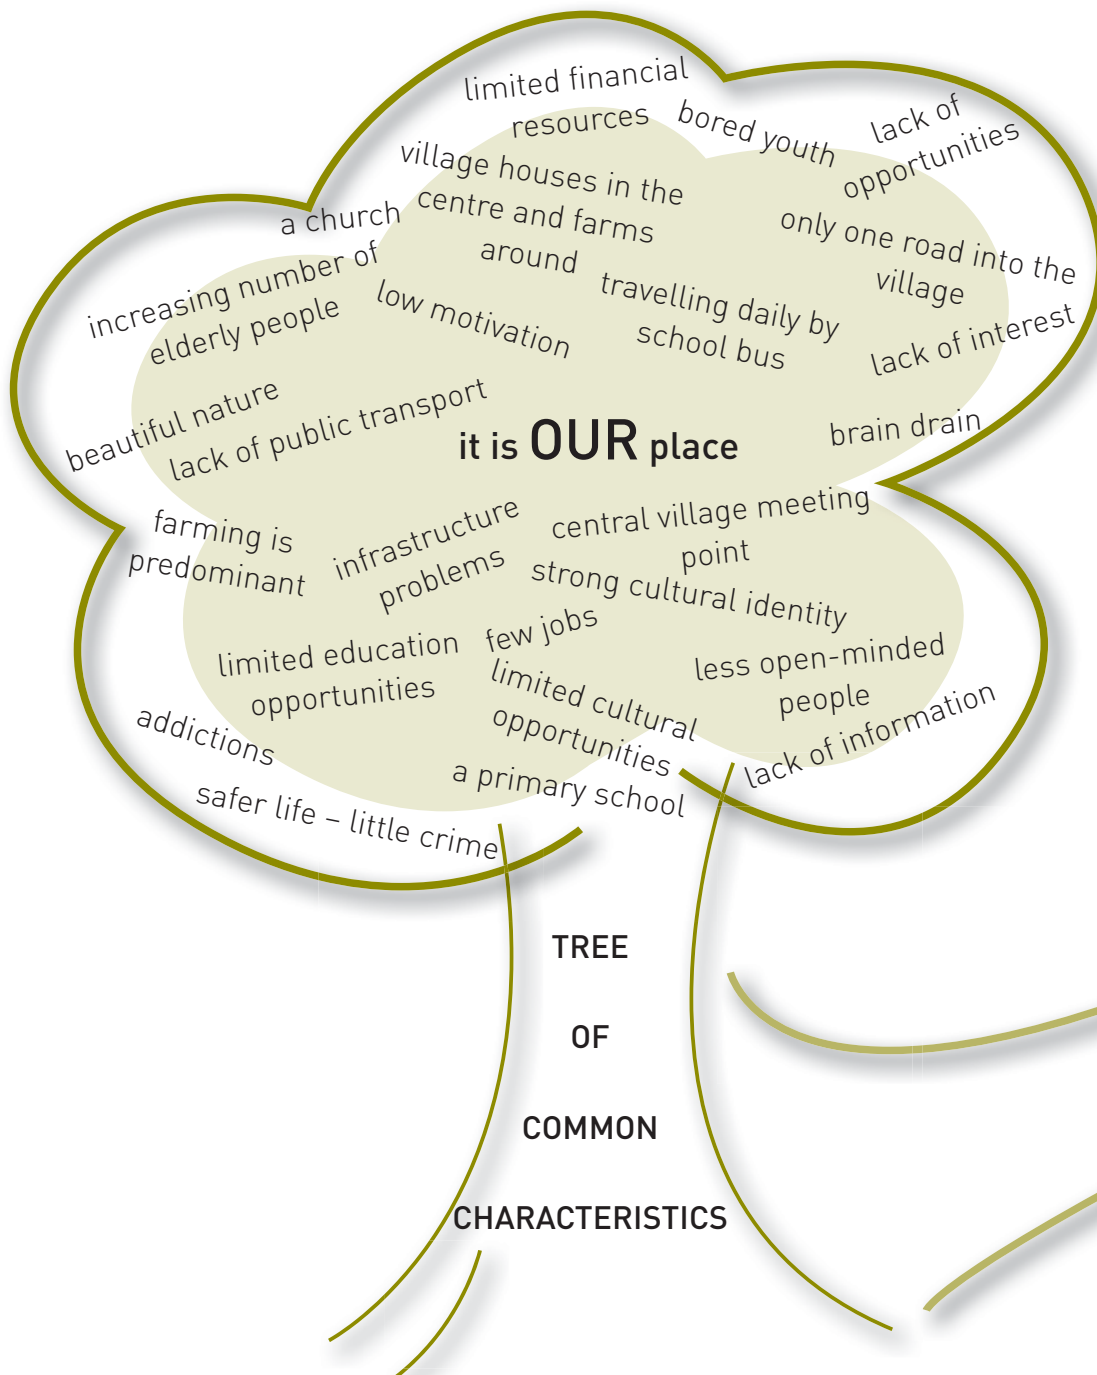 limited financial
resources
bored youth
lack of
opportunities
village houses in the
centre and farms
around
a church
only one road into the
village
increasing number of
elderly people
low motivation
travelling daily by
school bus
lack of interest
beautiful nature
lack of public transport
it is OUR place
brain drain
farming is
predominant
infrastructure
problems
central village meeting
point
strong cultural identity
few jobs
limited education
opportunities
less open-minded
people
limited cultural
opportunities
lack of information
addictions
a primary school
safer life – little crime
TREE
OF
COMMON
CHARACTERISTICS